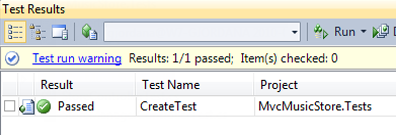 Test Results
Run
Test run warning Results: 1/1 passed; Item(s) checked: 0
Result Test Name Project
Passed CreateTest MvcMusicStore.Tests